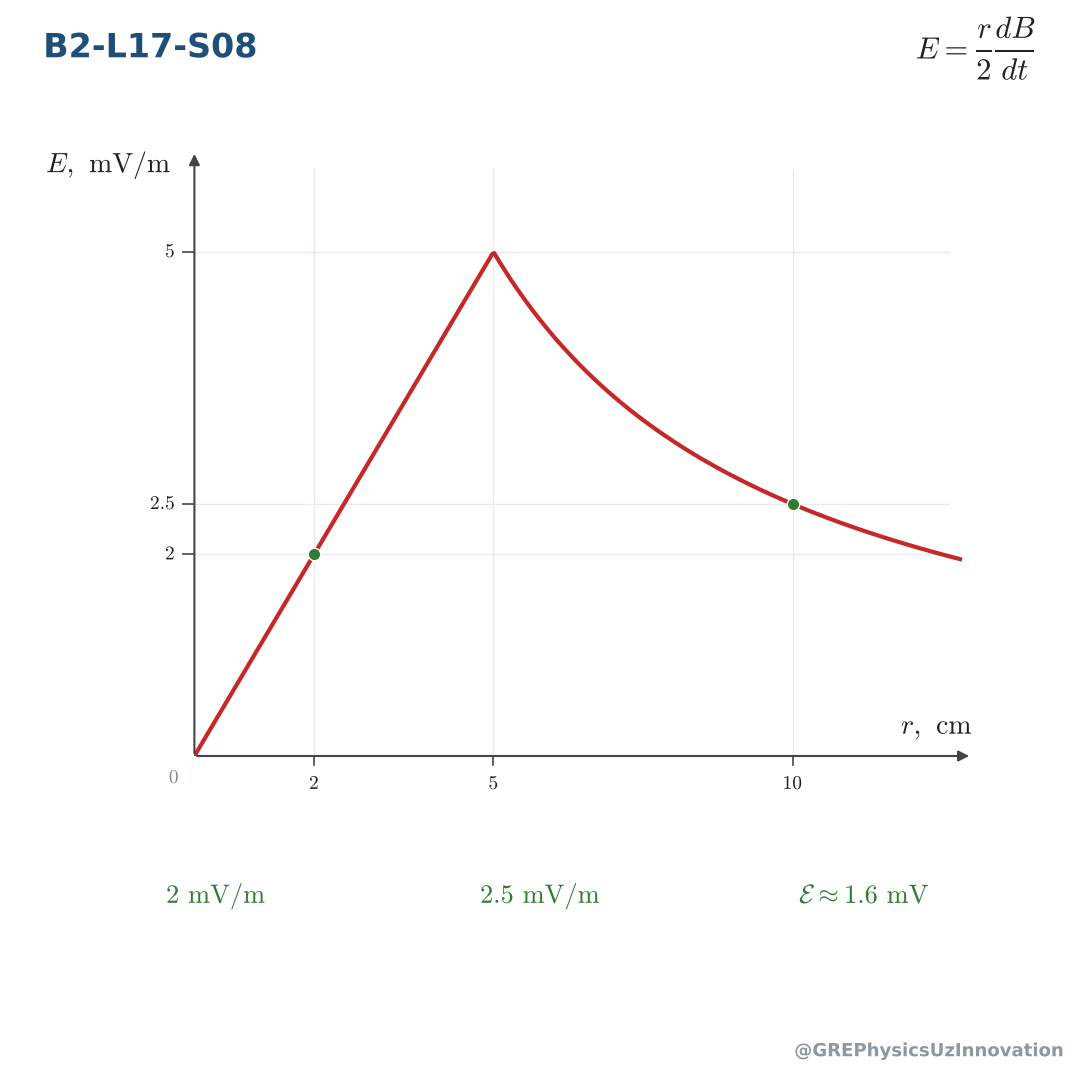 B2-L17-S08
E = r/2 dB/dt
E, mV/m
5
2.5
2
0
2
5
10
r, cm
2 mV/m
2.5 mV/m
ℰ ≈ 1.6 mV
@GREPhysicsUzInnovation